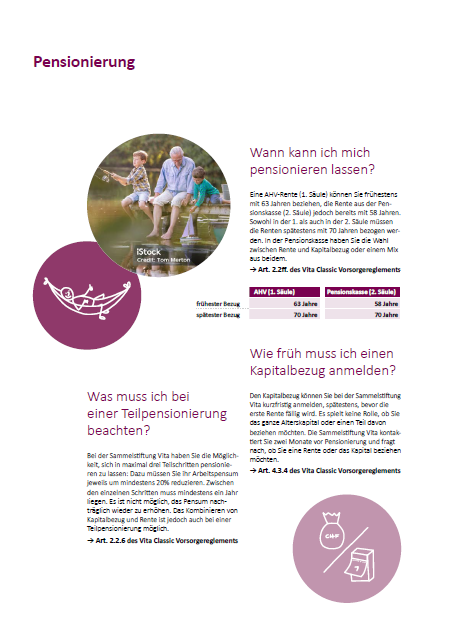 Pensionierung
Wann kann ich mich
pensionieren lassen?
Eine AHV-Rente (1. Säule) können Sie frühestens
mit 63 Jahren beziehen, die Rente aus der Pen-
sionskasse (2. Säule) jedoch bereits mit 58 Jahren.
Sowohl in der 1. als auch in der 2. Säule müssen
die Renten spätestens mit 70 Jahren bezogen wer-
den. In der Pensionskasse haben Sie die Wahl
zwischen Rente und Kapitalbezug oder einem Mix
aus beidem.
→ Art. 2.2ff. des Vita Classic Vorsorgereglements
iStock
Credit: Tom Merton
AHV (1. Säule) Pensionskasse (2. Säule)
frühester Bezug 63 Jahre 58 Jahre
spätester Bezug 70 Jahre 70 Jahre
Wie früh muss ich einen
Kapitalbezug anmelden?
Den Kapitalbezug können Sie bei der Sammelstiftung
Vita kurzfristig anmelden, spätestens, bevor die
erste Rente fällig wird. Es spielt keine Rolle, ob Sie
das ganze Alterskapital oder einen Teil davon
beziehen möchten. Die Sammelstiftung Vita kontak-
tiert Sie zwei Monate vor Pensionierung und fragt
nach, ob Sie eine Rente oder das Kapital beziehen
möchten.
→ Art. 4.3.4 des Vita Classic Vorsorgereglements
Was muss ich bei
einer Teilpensionierung
beachten?
Bei der Sammelstiftung Vita haben Sie die Möglich-
keit, sich in maximal drei Teilschritten pensionie-
ren zu lassen: Dazu müssen Sie Ihr Arbeitspensum
jeweils um mindestens 20% reduzieren. Zwischen
den einzelnen Schritten muss mindestens ein Jahr
liegen. Es ist nicht möglich, das Pensum nach-
träglich wieder zu erhöhen. Das Kombinieren von
Kapitalbezug und Rente ist jedoch auch bei einer
Teilpensionierung möglich.
→ Art. 2.2.6 des Vita Classic Vorsorgereglements
CHF
7